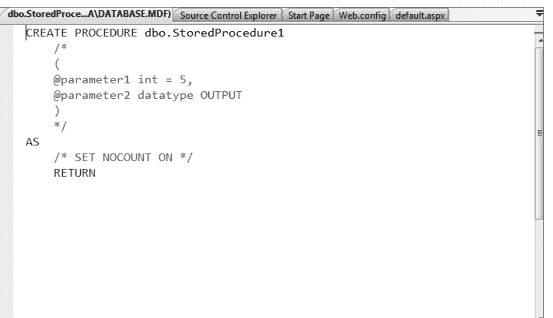 dbo.StoredProce...A\DATABASE.MDF) Source Control Explorer Start Page Web.config default.aspx
CREATE PROCEDURE dbo.StoredProcedure1
/*
(
@parameter1 int = 5,
@parameter2 datatype OUTPUT
)
*/
AS
/* SET NOCOUNT ON */
RETURN